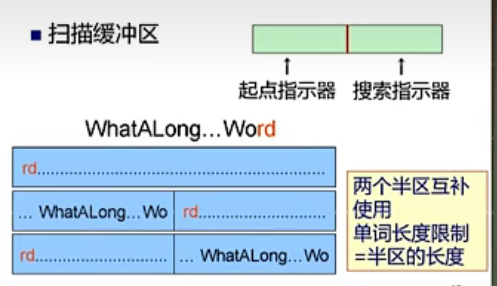 ■ 扫描缓冲区
起点指示器 搜索指示器
WhatALong...Word
rd...............................................................................
... WhatALong...Wo rd..................................
rd.................................... ... WhatALong...Wo
两个半区互补
使用
单词长度限制
=半区的长度